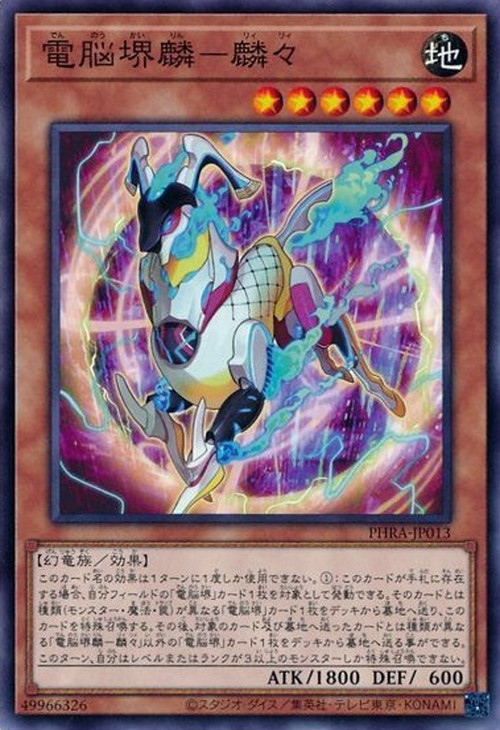 電脳堺麟－麟々
地
PHRA-JP013
【幻竜族／効果】
このカード名の効果は1ターンに1度しか使用できない。①：このカードが手札に存在
する場合、自分フィールドの「電脳堺」カード1枚を対象として発動できる。そのカードとは
種類（モンスター・魔法・罠）が異なる「電脳堺」カード1枚をデッキから墓地へ送り、この
カードを特殊召喚する。その後、対象のカード及び墓地へ送ったカードとは種類が異な
る「電脳堺麟－麟々」以外の「電脳堺」カード1枚をデッキから墓地へ送る事ができる。
このターン、自分はレベルまたはランクが3以上のモンスターしか特殊召喚できない。
ATK/1800 DEF/ 600
49966326 ©スタジオ・ダイス／集英社・テレビ東京・KONAMI